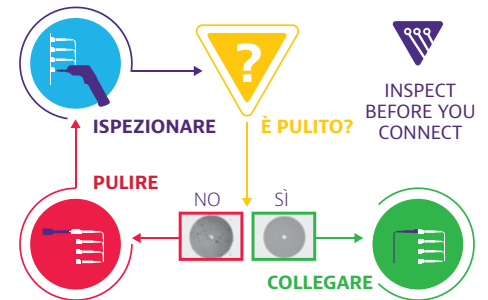 ?
INSPECT
BEFORE YOU
CONNECT
ISPEZIONARE
È PULITO?
PULIRE
NO
SÌ
COLLEGARE